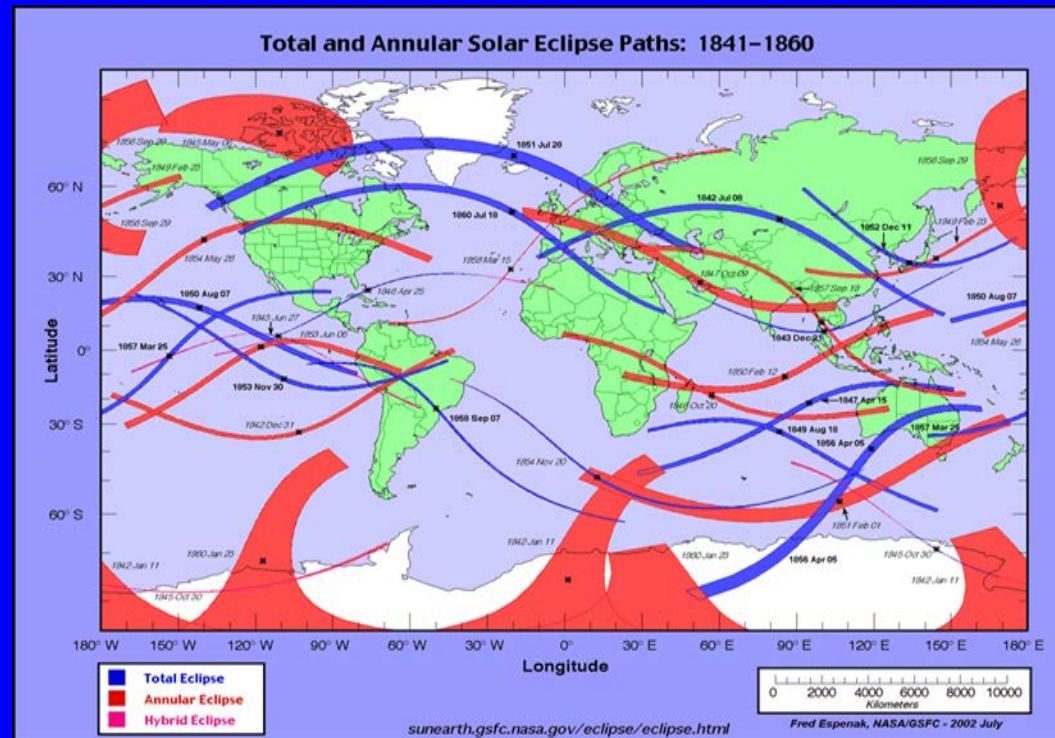 Total and Annular Solar Eclipse Paths: 1841–1860
1856 Sep 29
1845 May 06
1851 Jul 28
1856 Sep 29
1849 Feb 23
60° N
1860 Jul 18
1842 Jul 08
1852 Dec 11
1849 Feb 23
1856 Sep 29
1854 May 26
1858 Mar 15
1847 Oct 09
1857 Sep 18
30° N
1850 Aug 07
1846 Apr 25
1850 Aug 07
1843 Jun 27
1853 Jun 06
1843 Dec 21
1854 May 26
Latitude
0°
1857 Mar 25
1850 Feb 12
1853 Nov 30
1848 Oct 20
1847 Apr 15
30° S
1842 Dec 31
1858 Sep 07
1849 Aug 18
1857 Mar 25
1856 Apr 05
1854 Nov 20
60° S
1851 Feb 01
1860 Jan 23
1842 Jan 11
1860 Jan 23
1856 Apr 05
1845 Oct 30
1842 Jan 11
1845 Oct 30
1842 Jan 11
180° W 150° W 120° W 90° W 60° W 30° W 0° 30° E 60° E 90° E 120° E 150° E 180° E
Longitude
Total Eclipse
Annular Eclipse
Hybrid Eclipse
0 2000 4000 6000 8000 10000
Kilometers
sunearth.gsfc.nasa.gov/eclipse/eclipse.html
Fred Espenak, NASA/GSFC - 2002 July